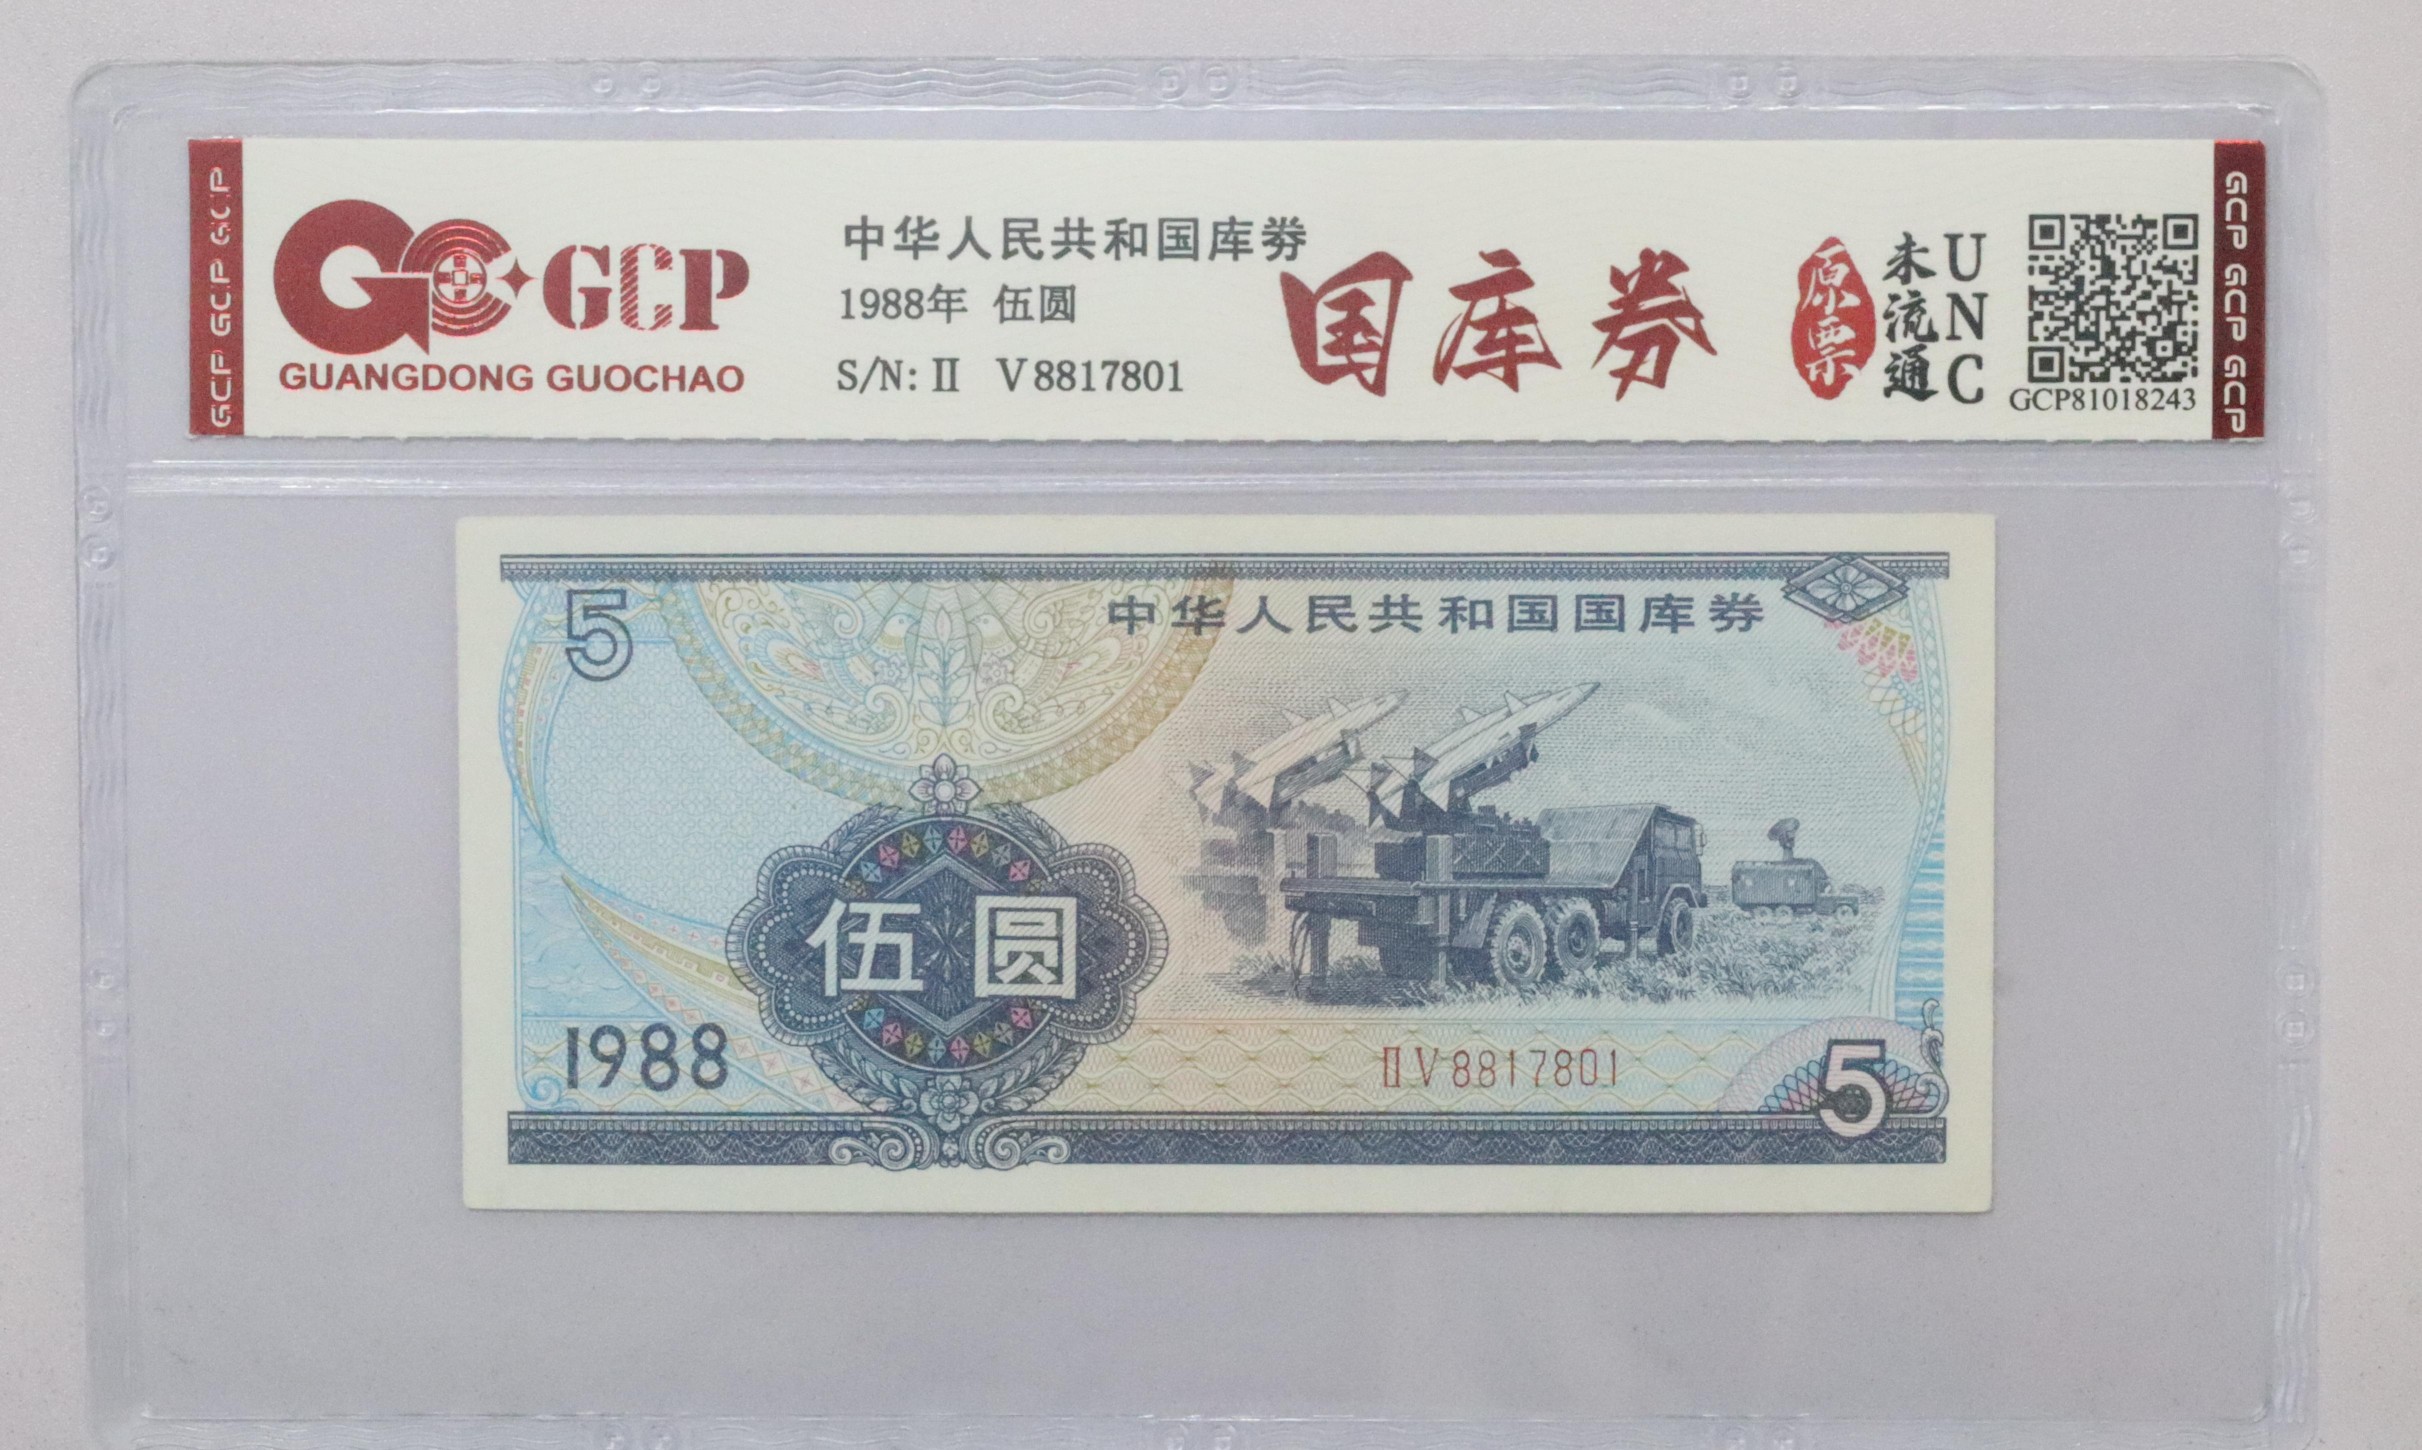 GCP GCP GCP
GCP
GUANGDONG GUOCHAO
中华人民共和国库劵
1988年 伍圆
S/N: II V8817801
国库券
原票
未流通
UNC
GCP81018243
GCP GCP GCP
5
中华人民共和国国库券
伍圆
1988
II V8817801
5